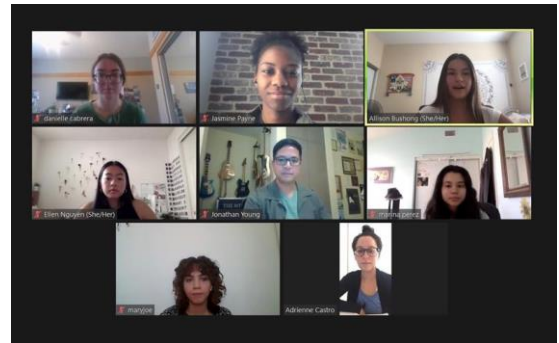 danielle cabrera
Jasmine Payne
Allison Bushong (She/Her)
Ellen Nguyen (She/Her)
Jonathan Young
marina perez
maryjoe
Adrienne Castro